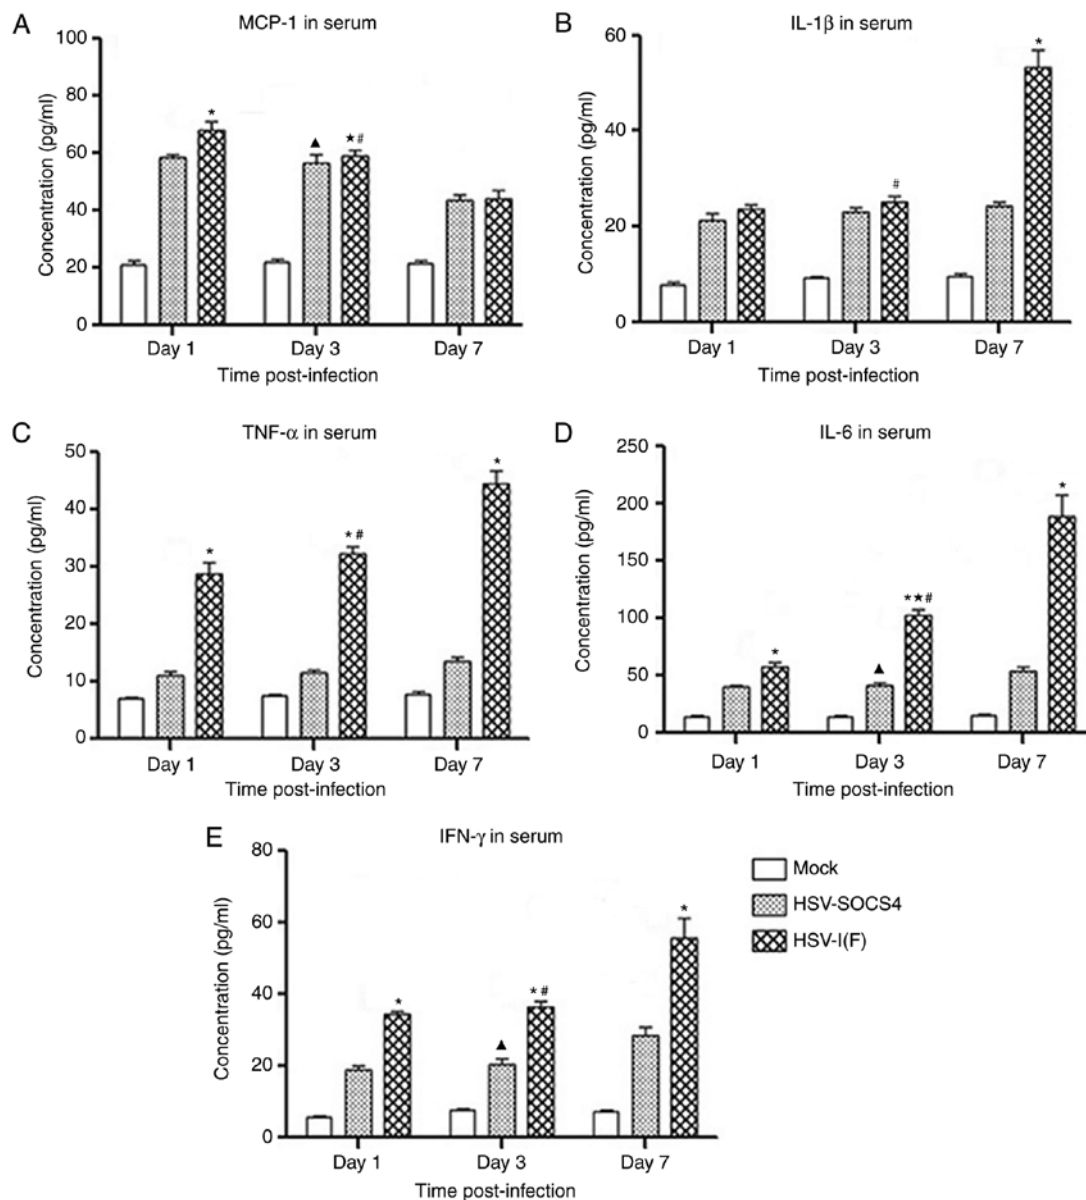 A
MCP-1 in serum
Concentration (pg/ml)
100
80
60
40
20
0
*
▲
★#
Day 1
Day 3
Day 7
Time post-infection
B
IL-1β in serum
Concentration (pg/ml)
60
40
20
0
#
*
Day 1
Day 3
Day 7
Time post-infection
C
TNF-α in serum
Concentration (pg/ml)
50
40
30
20
10
0
*
*#
*
Day 1
Day 3
Day 7
Time post-infection
D
IL-6 in serum
Concentration (pg/ml)
250
200
150
100
50
0
*
▲
*★#
*
Day 1
Day 3
Day 7
Time post-infection
E
IFN-γ in serum
Concentration (pg/ml)
80
60
40
20
0
*
▲
*#
*
Day 1
Day 3
Day 7
Time post-infection
Mock
HSV-SOCS4
HSV-I(F)